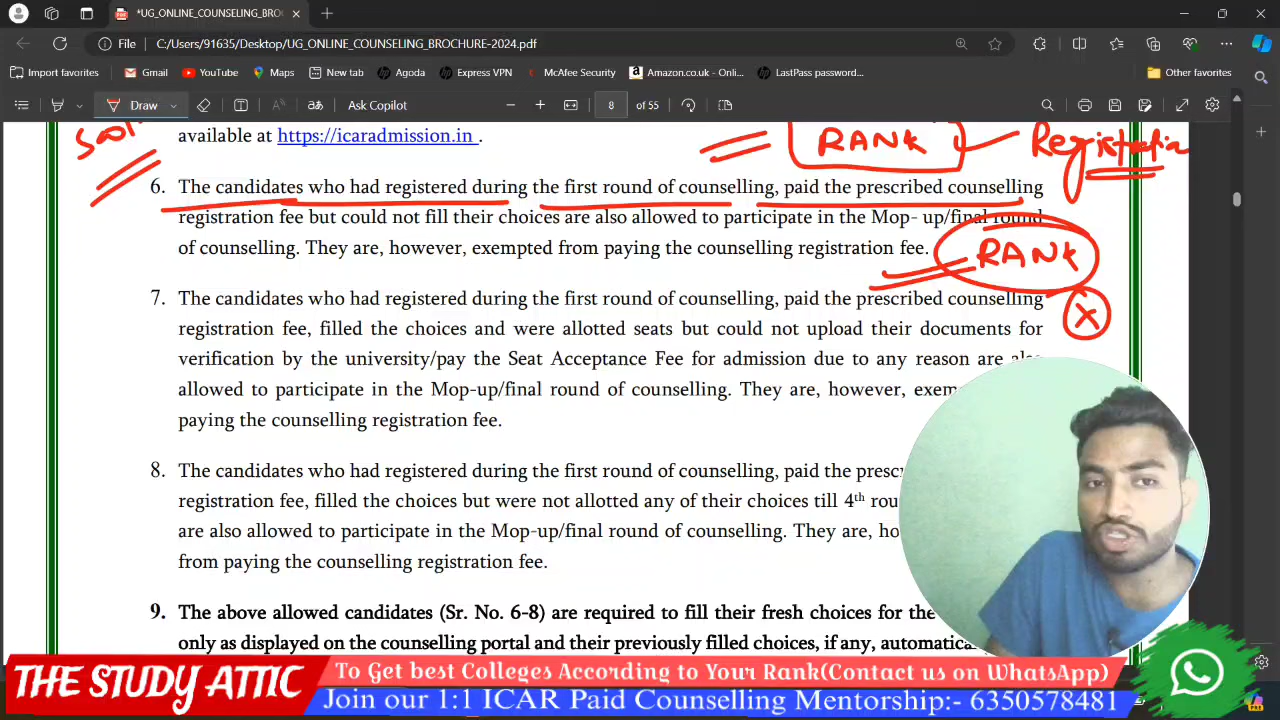 *UG_ONLINE_COUNSELING_BROCH
File C:/Users/91635/Desktop/UG_ONLINE_COUNSELING_BROCHURE-2024.pdf
Import favorites Gmail YouTube Maps New tab Agoda Express VPN McAfee Security Amazon.co.uk - Onli... LastPass password... Other favorites
Draw Ask Copilot 8 of 55
available at https://icaradmission.in .
RANK Registration
6. The candidates who had registered during the first round of counselling, paid the prescribed counselling
registration fee but could not fill their choices are also allowed to participate in the Mop- up/final round
of counselling. They are, however, exempted from paying the counselling registration fee.
RANK
X
7. The candidates who had registered during the first round of counselling, paid the prescribed counselling
registration fee, filled the choices and were allotted seats but could not upload their documents for
verification by the university/pay the Seat Acceptance Fee for admission due to any reason are also
allowed to participate in the Mop-up/final round of counselling. They are, however, exem
paying the counselling registration fee.
8. The candidates who had registered during the first round of counselling, paid the prescr
registration fee, filled the choices but were not allotted any of their choices till 4th rou
are also allowed to participate in the Mop-up/final round of counselling. They are, ho
from paying the counselling registration fee.
9. The above allowed candidates (Sr. No. 6-8) are required to fill their fresh choices for the
only as displayed on the counselling portal and their previously filled choices, if any, automatica
THE STUDY ATTIC
To Get best Colleges According to Your Rank(Contact us on WhatsApp)
Join our 1:1 ICAR Paid Counselling Mentorship:- 6350578481